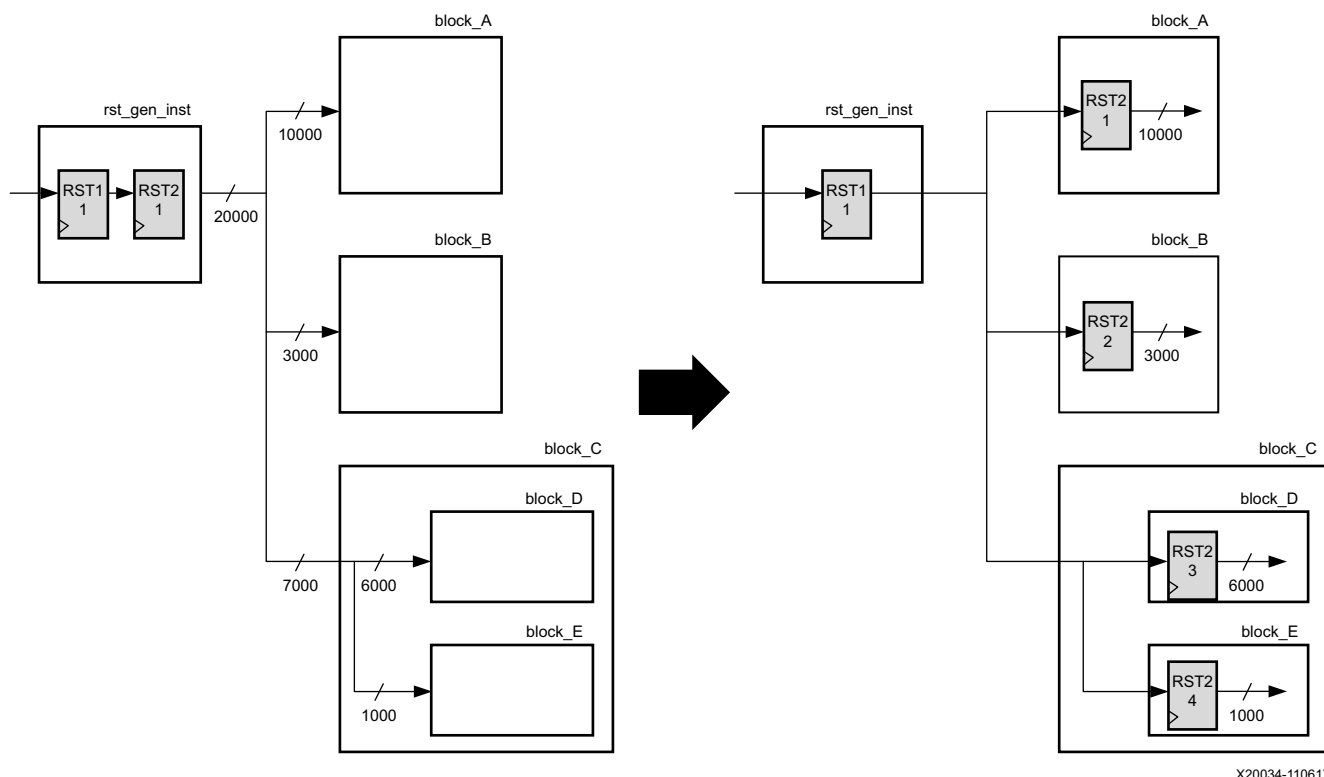 block_A
rst_gen_inst
RST1
1
RST2
1
20000
10000
block_B
3000
block_C
7000
block_D
6000
block_E
1000
block_A
rst_gen_inst
RST1
1
RST2
1
10000
block_B
RST2
2
3000
block_C
block_D
RST2
3
6000
block_E
RST2
4
1000